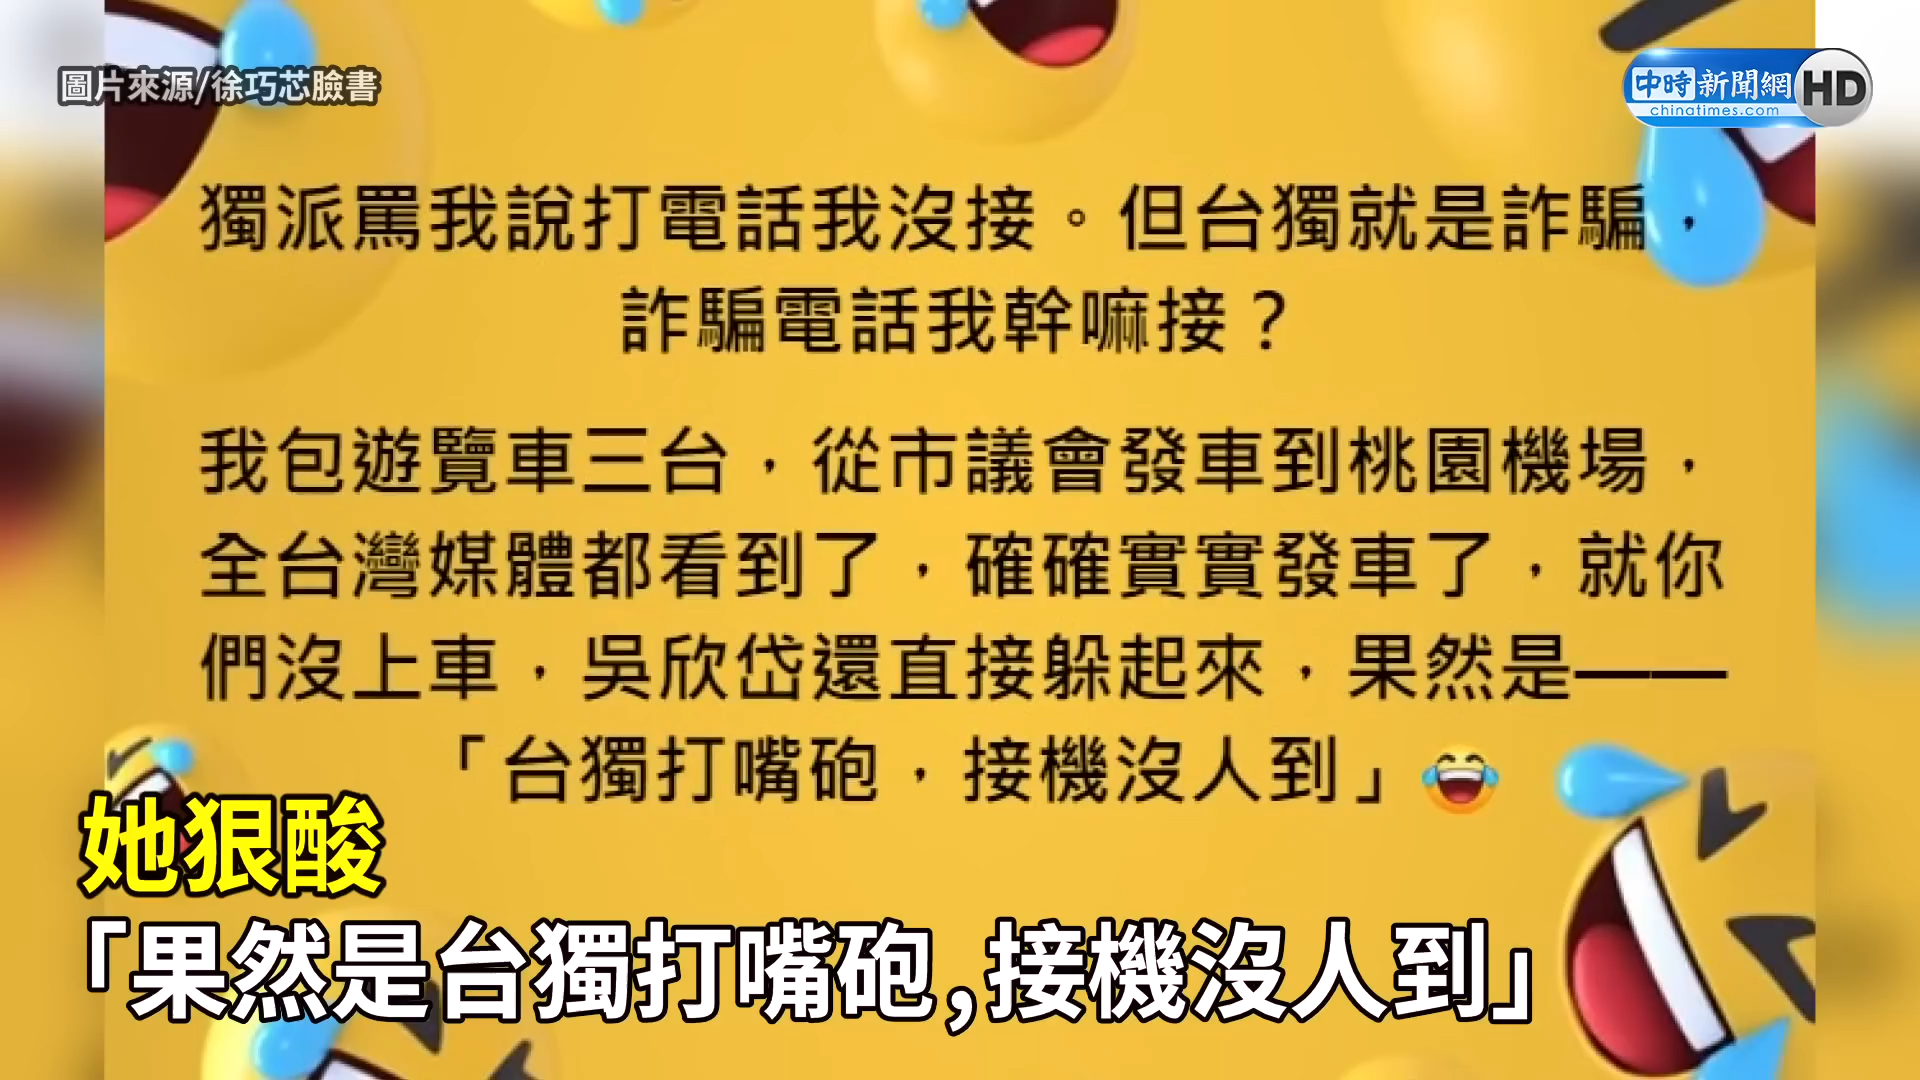 圖片來源/徐巧芯臉書
中時新聞網 HD
chinatimes.com
獨派罵我說打電話我沒接。但台獨就是詐騙，
詐騙電話我幹嘛接？
我包遊覽車三台，從市議會發車到桃園機場，
全台灣媒體都看到了，確確實實發車了，就你
們沒上車，吳欣岱還直接躲起來，果然是——
「台獨打嘴砲，接機沒人到」😂
她狠酸
「果然是台獨打嘴砲,接機沒人到」